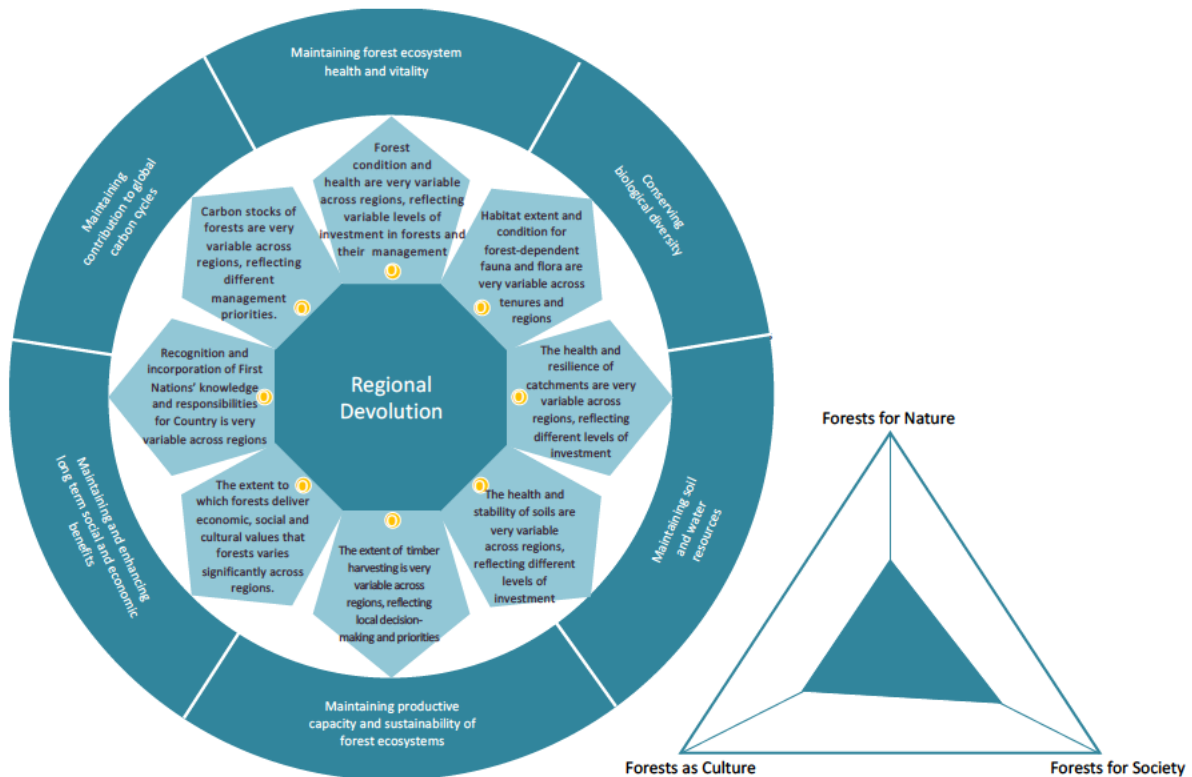 Maintaining forest ecosystem
health and vitality
Conserving
biological diversity
Maintaining soil
and water
resources
Maintaining productive
capacity and sustainability of
forest ecosystems
Maintaining and enhancing
long term social and economic
benefits
Maintaining
contribution to global
carbon cycles
Forest
condition and
health are very variable
across regions, reflecting
variable levels of
investment in forests and
their management
Habitat extent and
condition for
forest-dependent
fauna and flora are
very variable across
tenures and
regions
The health and
resilience of
catchments are very
variable across
regions, reflecting
different levels of
investment
The health and
stability of soils are
very variable
across regions,
reflecting different
levels of
investment
The extent of timber
harvesting is very
variable across
regions, reflecting
local decision-
making and priorities
The extent to
which forests deliver
economic, social and
cultural values that
forests varies
significantly across
regions.
Recognition and
incorporation of First
Nations’ knowledge
and responsibilities
for Country is very
variable across regions
Carbon stocks of
forests are very
variable across
regions, reflecting
different
management
priorities.
Regional
Devolution
Forests for Nature
Forests as Culture
Forests for Society